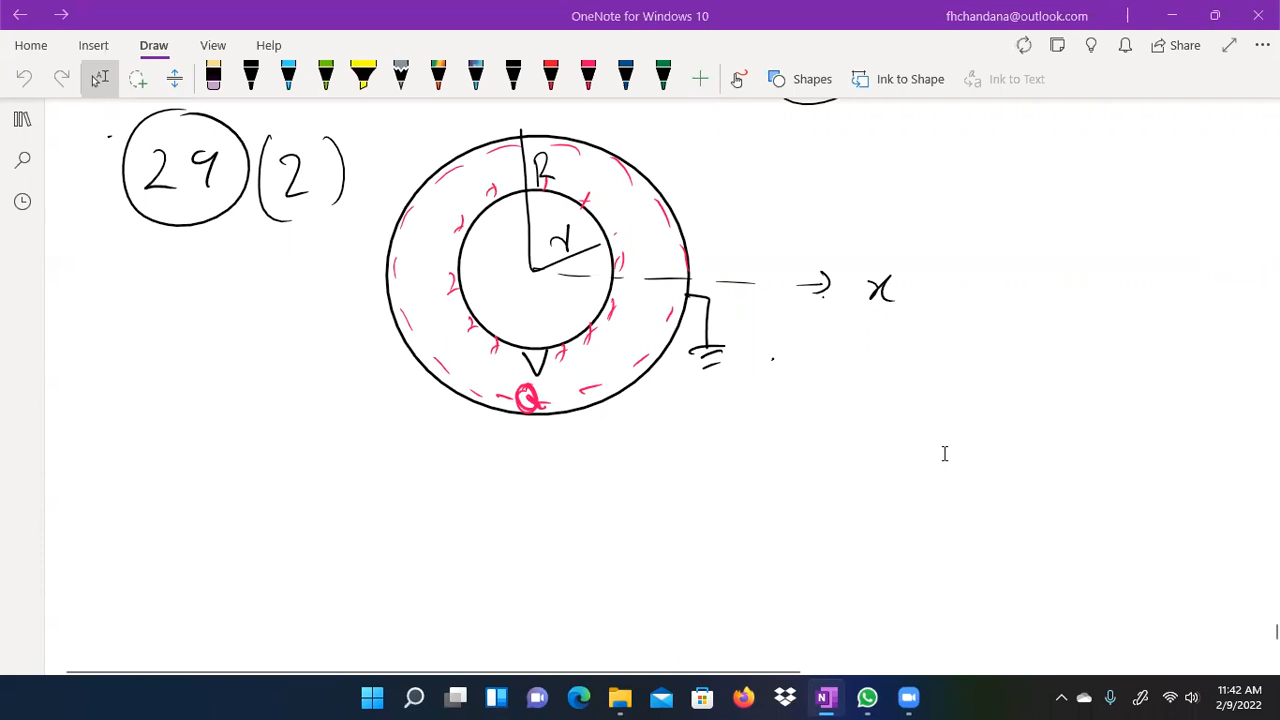 OneNote for Windows 10
fhchandana@outlook.com
Home
Insert
Draw
View
Help
Share
Shapes
Ink to Shape
Ink to Text
29 (2)
R
r
x
V
Q
11:42 AM
2/9/2022